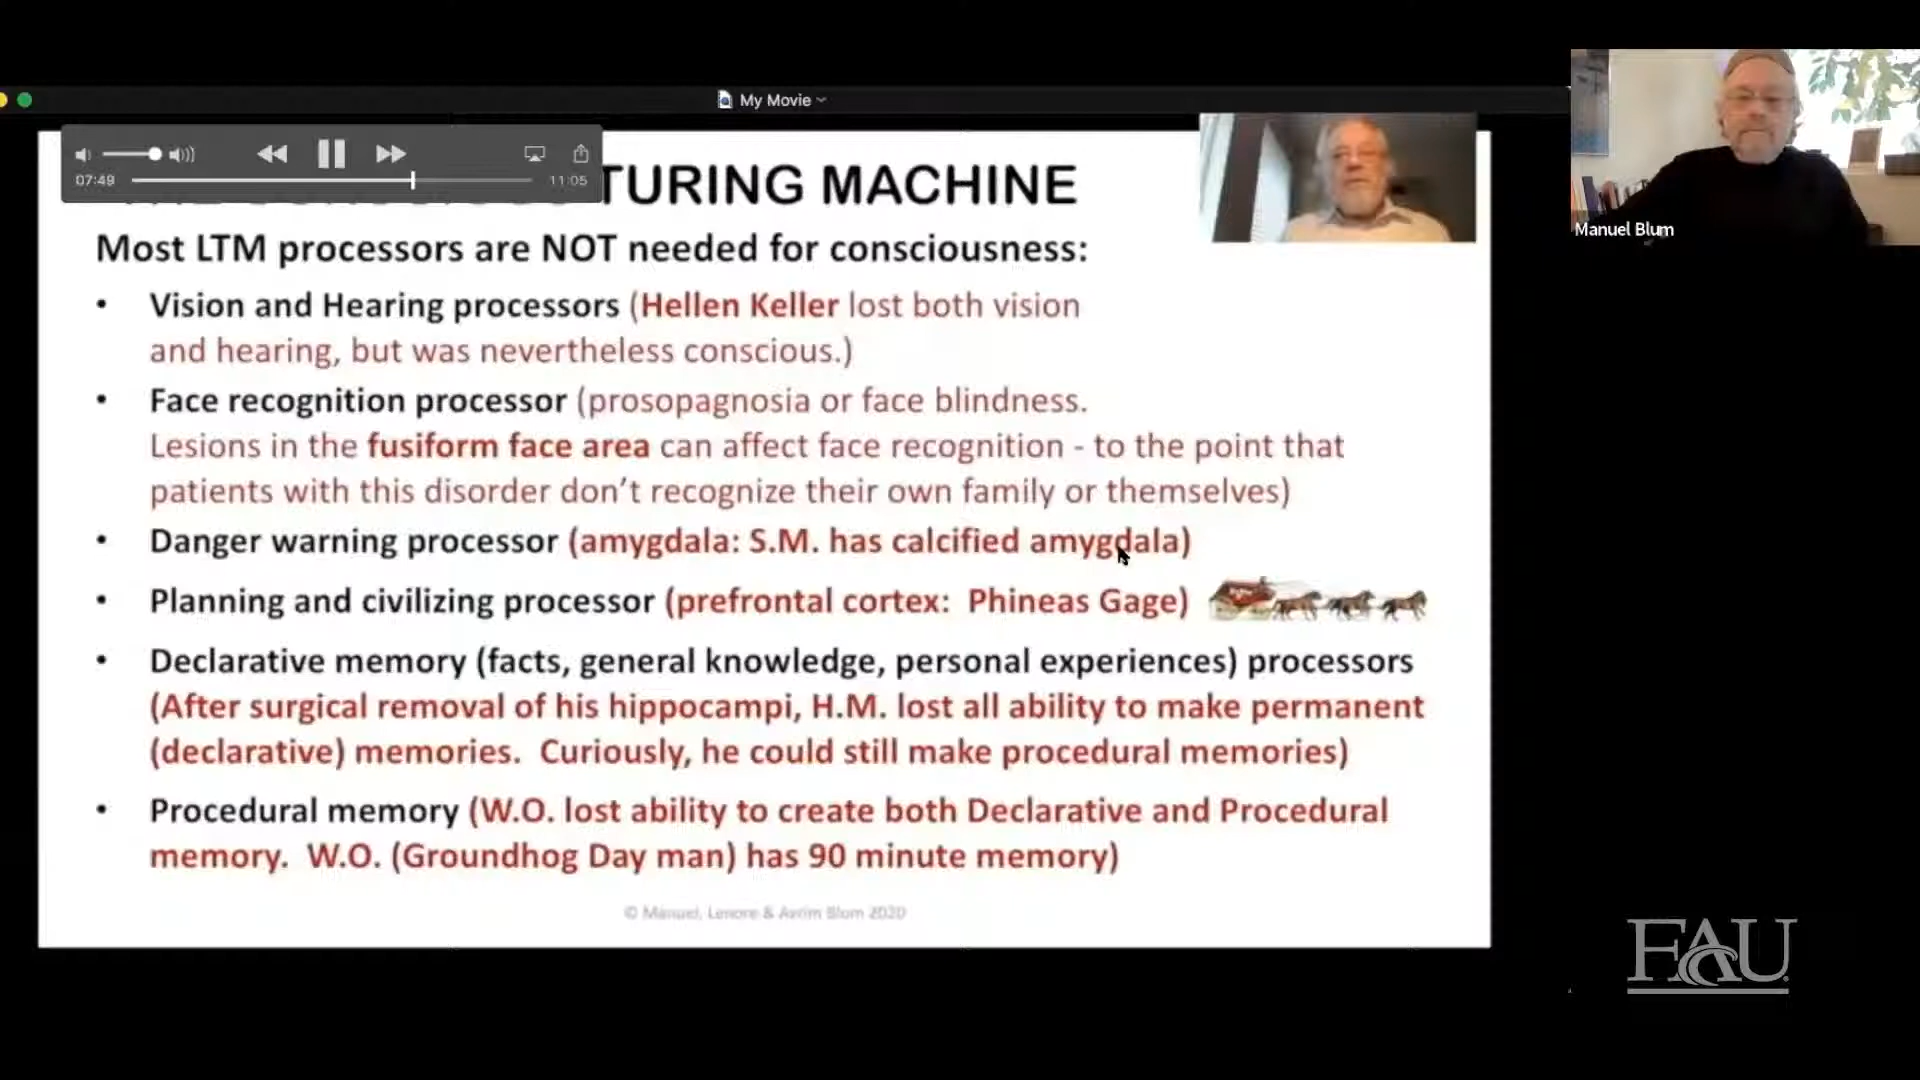 My Movie
07:49
11:05
TURING MACHINE
Manuel Blum
Most LTM processors are NOT needed for consciousness:
• Vision and Hearing processors (Hellen Keller lost both vision
and hearing, but was nevertheless conscious.)
• Face recognition processor (prosopagnosia or face blindness.
Lesions in the fusiform face area can affect face recognition - to the point that
patients with this disorder don't recognize their own family or themselves)
• Danger warning processor (amygdala: S.M. has calcified amygdala)
• Planning and civilizing processor (prefrontal cortex: Phineas Gage)
• Declarative memory (facts, general knowledge, personal experiences) processors
(After surgical removal of his hippocampi, H.M. lost all ability to make permanent
(declarative) memories. Curiously, he could still make procedural memories)
• Procedural memory (W.O. lost ability to create both Declarative and Procedural
memory. W.O. (Groundhog Day man) has 90 minute memory)
© Manuel, Lenore & Avrim Blum 2020
FAU